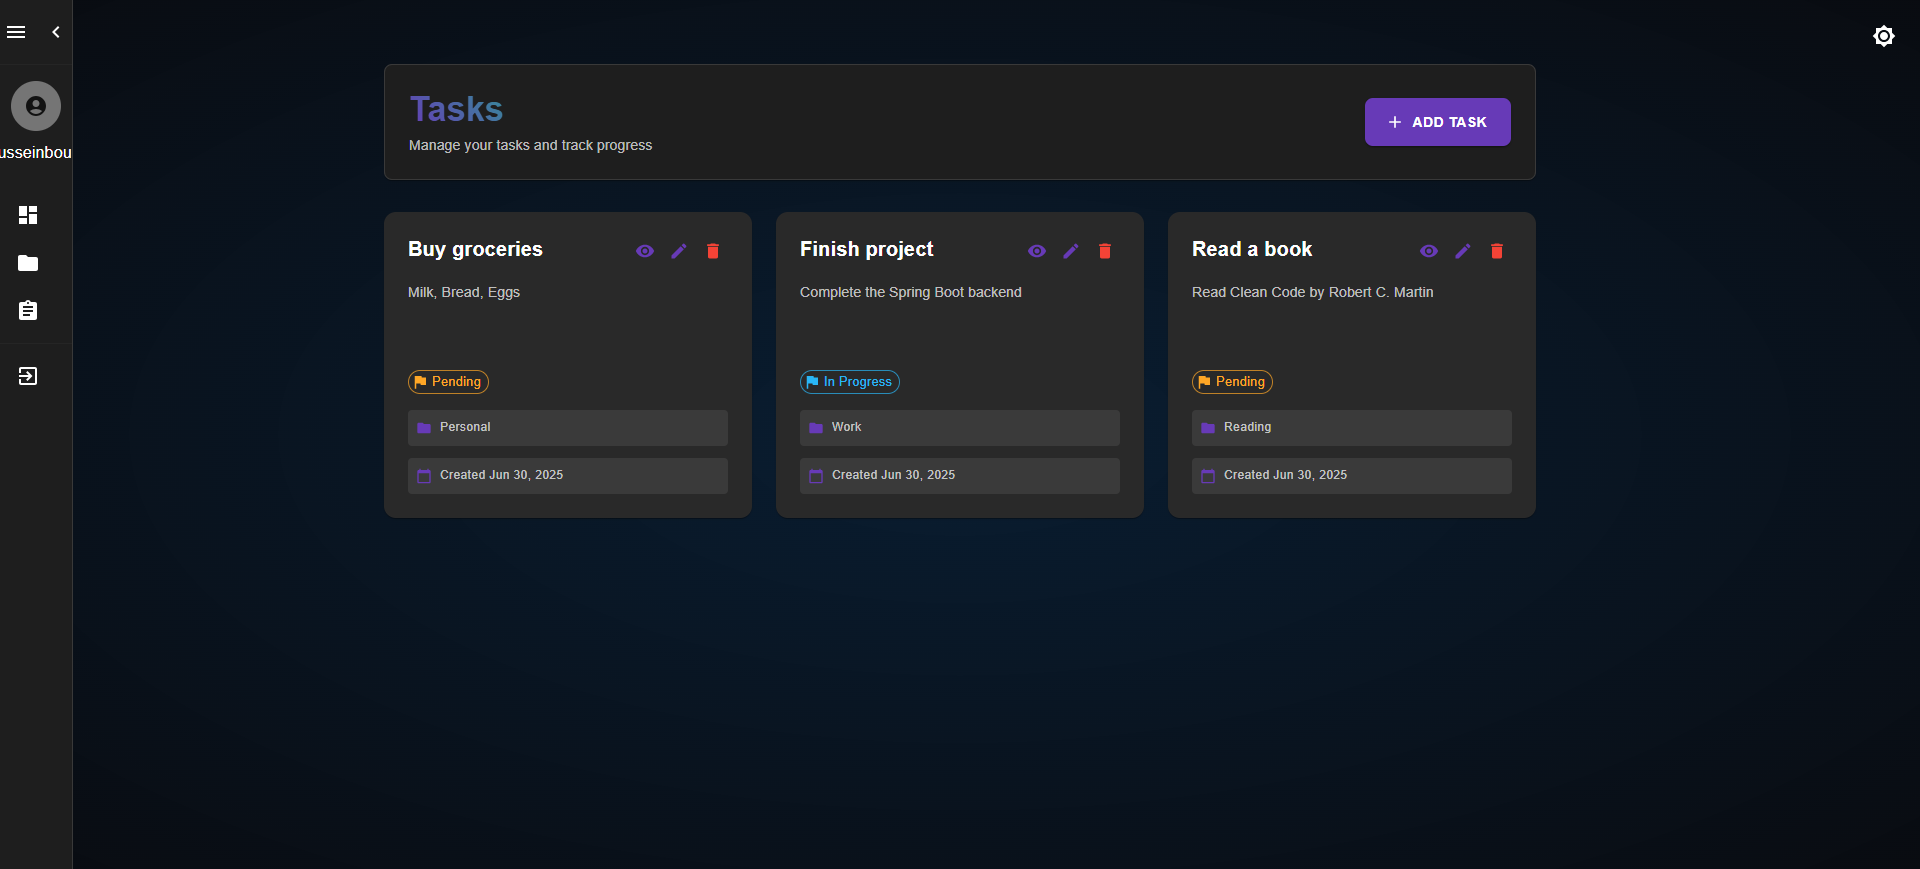 usseinbou
Tasks
Manage your tasks and track progress
ADD TASK
Buy groceries
Milk, Bread, Eggs
Pending
Personal
Created Jun 30, 2025
Finish project
Complete the Spring Boot backend
In Progress
Work
Created Jun 30, 2025
Read a book
Read Clean Code by Robert C. Martin
Pending
Reading
Created Jun 30, 2025